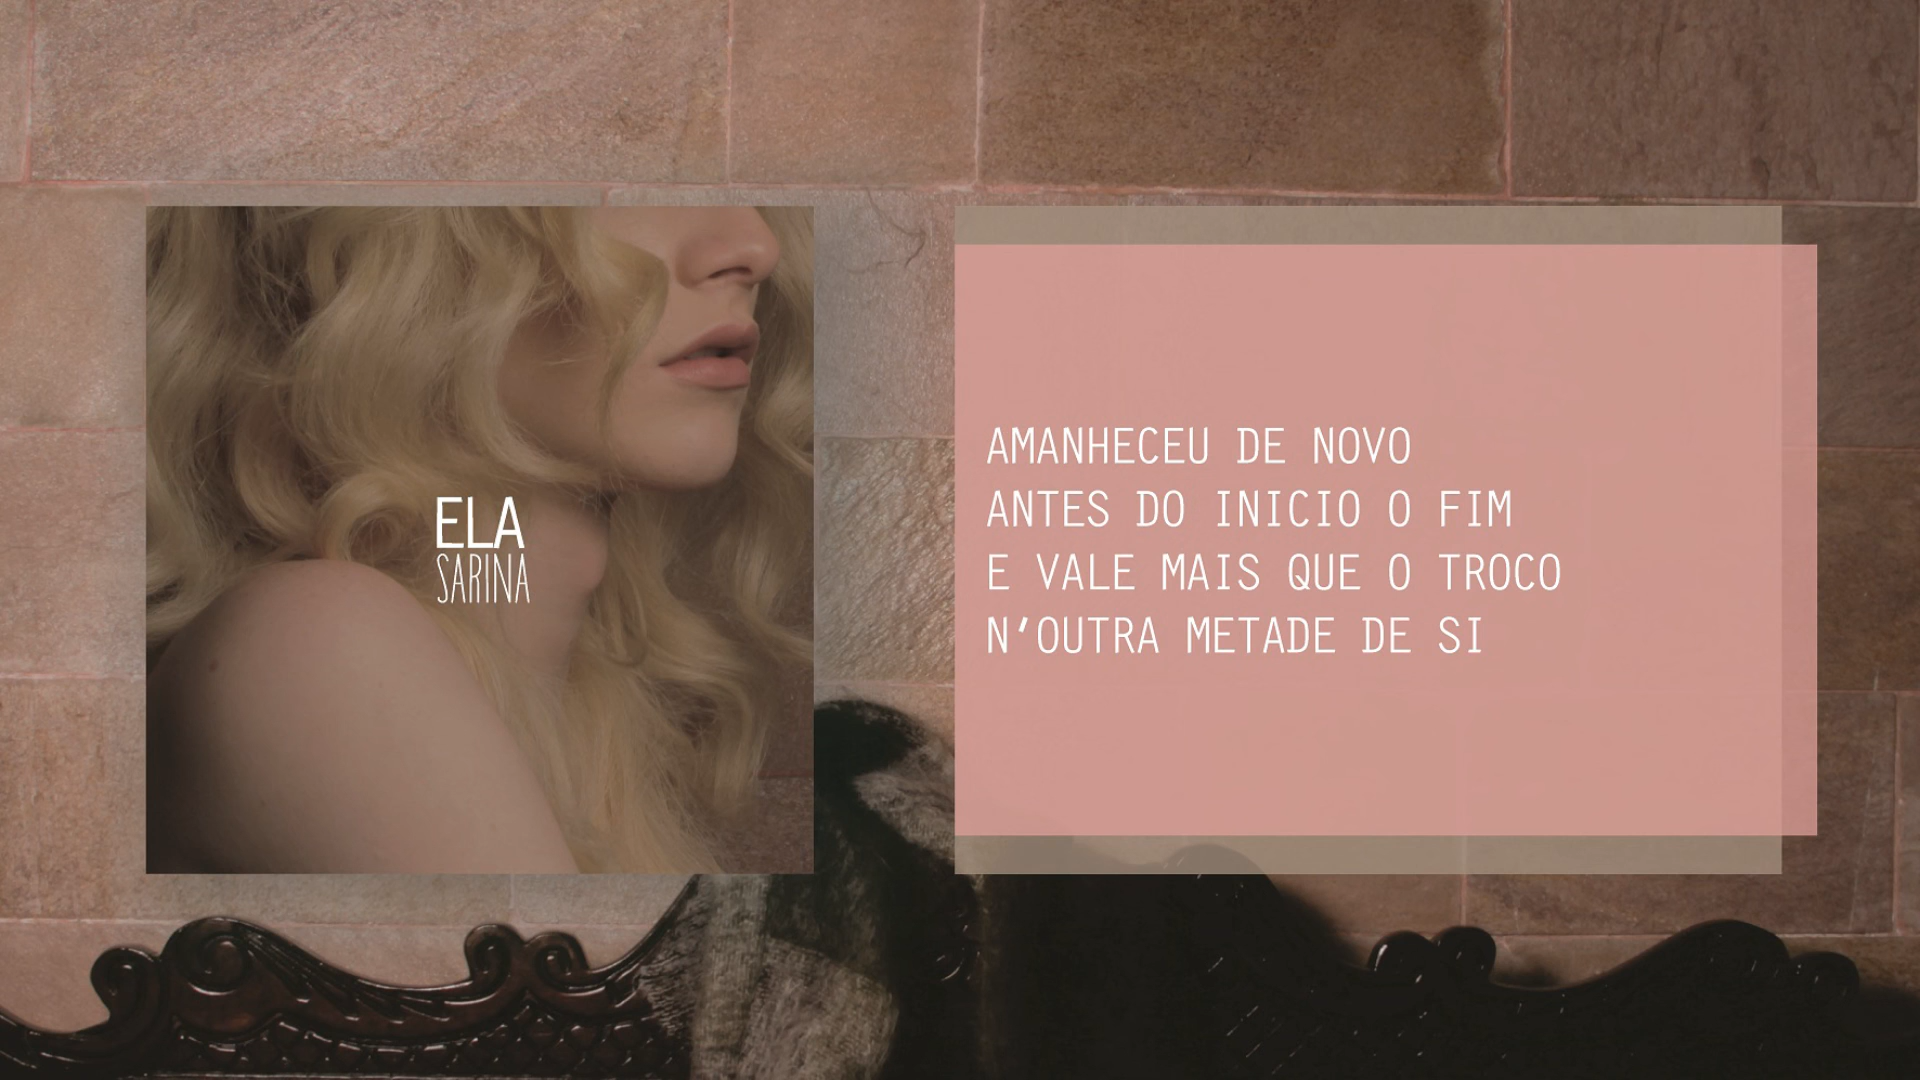 ELA
SARINA
AMANHECEU DE NOVO
ANTES DO INICIO O FIM
E VALE MAIS QUE O TROCO
N'OUTRA METADE DE SI